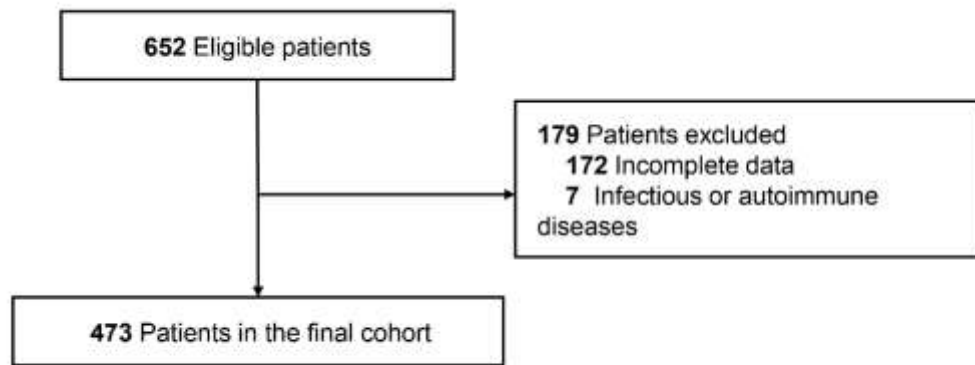 652 Eligible patients
179 Patients excluded
172 Incomplete data
7 Infectious or autoimmune
diseases
473 Patients in the final cohort